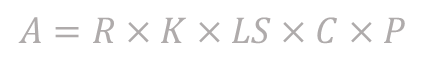 A = R × K × LS × C × P